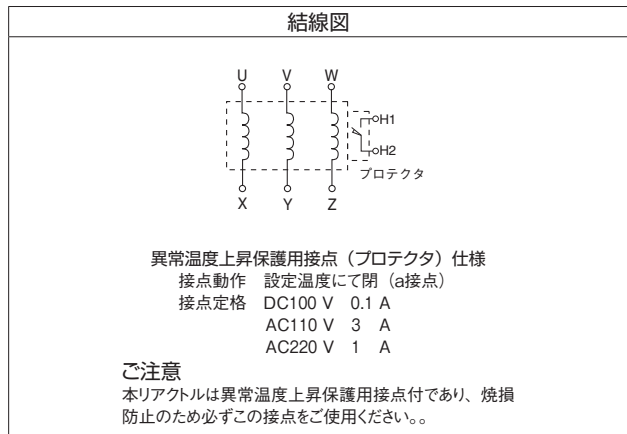 結線図
U V W
H1
H2
プロテクタ
X Y Z
異常温度上昇保護用接点（プロテクタ）仕様
接点動作 設定温度にて閉（a接点）
接点定格 DC100 V 0.1 A
AC110 V 3 A
AC220 V 1 A
ご注意
本リアクトルは異常温度上昇保護用接点付であり、焼損
防止のため必ずこの接点をご使用ください。。